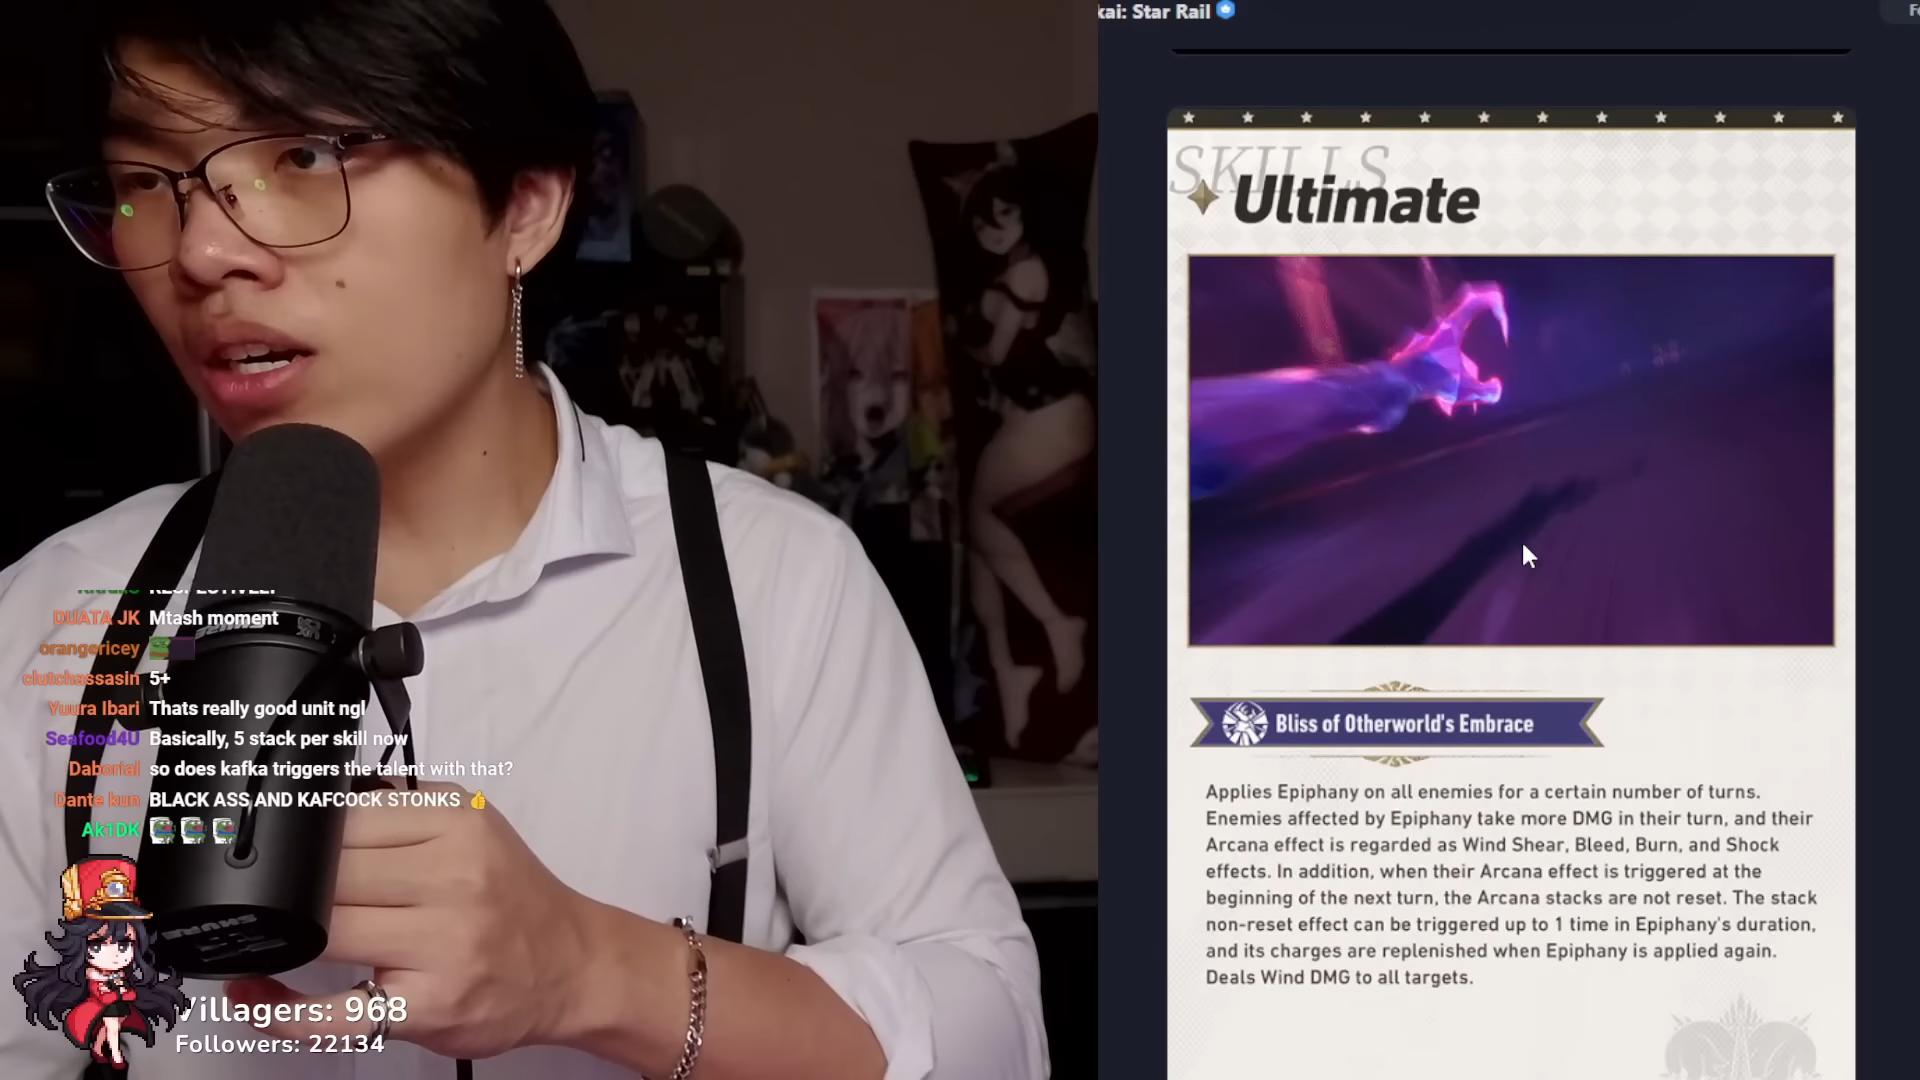 kai: Star Rail
SKILLS
Ultimate
Bliss of Otherworld's Embrace
Applies Epiphany on all enemies for a certain number of turns.
Enemies affected by Epiphany take more DMG in their turn, and their
Arcana effect is regarded as Wind Shear, Bleed, Burn, and Shock
effects. In addition, when their Arcana effect is triggered at the
beginning of the next turn, the Arcana stacks are not reset. The stack
non-reset effect can be triggered up to 1 time in Epiphany's duration,
and its charges are replenished when Epiphany is applied again.
Deals Wind DMG to all targets.
DUATA JK Mtash moment
orangericey
clutchassasin 5+
Yuura Ibari Thats really good unit ngl
Seafood4U Basically, 5 stack per skill now
Daborial so does kafka triggers the talent with that?
Dante kun BLACK ASS AND KAFCOCK STONKS 👍
Ak1DK
SHURE
Villagers: 968
Followers: 22134